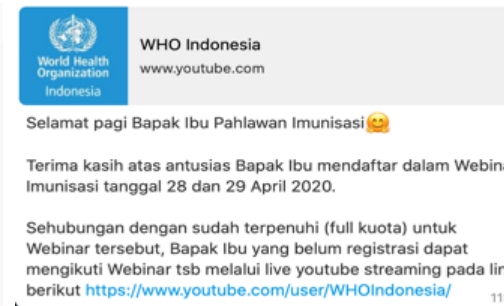 World Health
Organization
Indonesia
WHO Indonesia
www.youtube.com
Selamat pagi Bapak Ibu Pahlawan Imunisasi🤗
Terima kasih atas antusias Bapak Ibu mendaftar dalam
Imunisasi tanggal 28 dan 29 April 2020.
Sehubungan dengan sudah terpenuhi (full kuota) untuk
Webinar tersebut, Bapak Ibu yang belum registrasi dapat
mengikuti Webinar tsb melalui live youtube streaming pada
berikut https://www.youtube.com/user/WHOIndonesia/